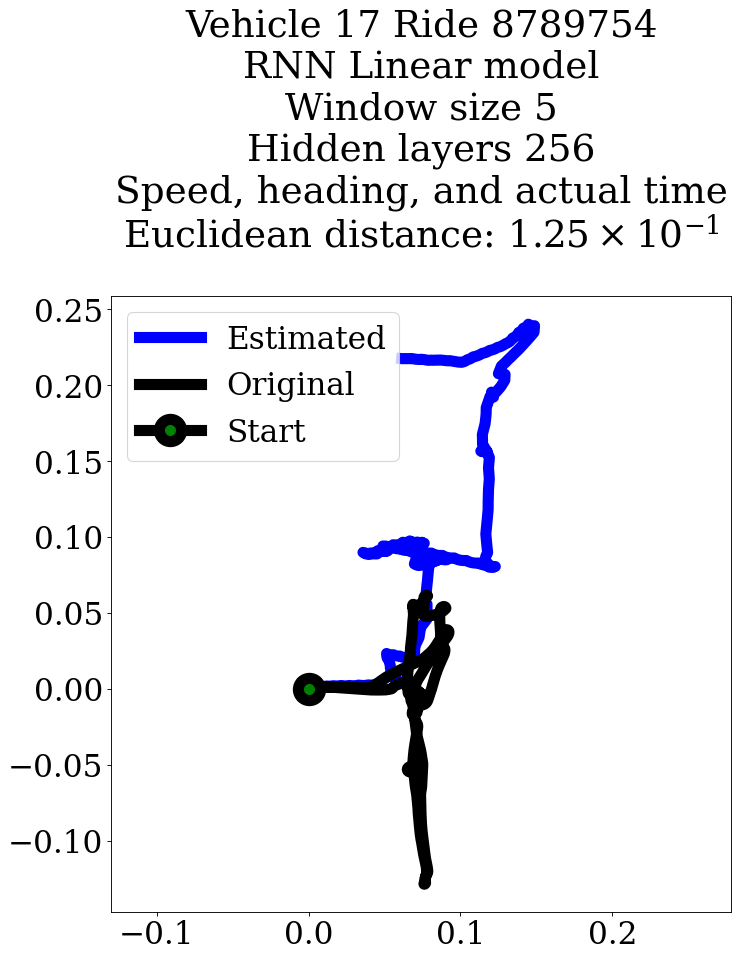 Vehicle 17 Ride 8789754
RNN Linear model
Window size 5
Hidden layers 256
Speed, heading, and actual time
Euclidean distance: 1.25 × 10⁻¹
Estimated
Original
Start
0.25
0.20
0.15
0.10
0.05
0.00
−0.05
−0.10
−0.1 0.0 0.1 0.2